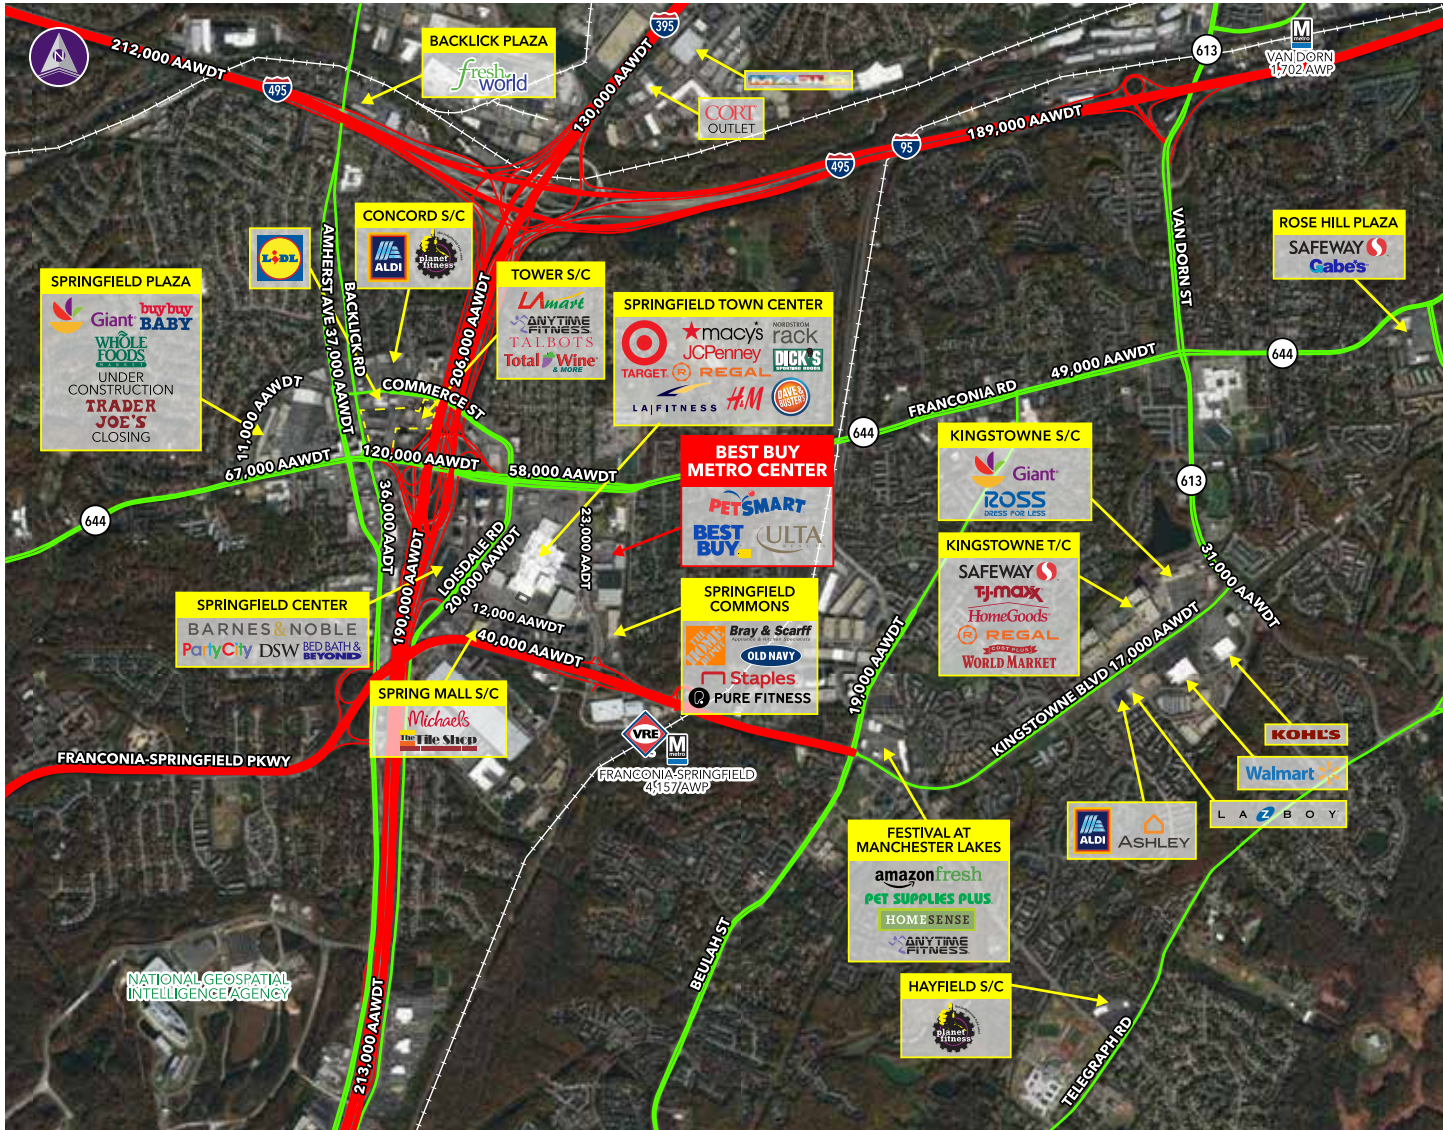 N
212,000 AAWDT
495
BACKLICK PLAZA
fresh
world
395
130,000 AAWDT
CORT
OUTLET
613
M
metro
VAN DORN
1,702 AWP
189,000 AAWDT
95
495
VAN DORN ST
ROSE HILL PLAZA
SAFEWAY
Gabe's
CONCORD S/C
ALDI
planet
fitness
LIDL
AMHERST AVE 37,000 AAWDT
BACKLICK RD
206,000 AAWDT
SPRINGFIELD PLAZA
Giant
buybuy
BABY
WHOLE
FOODS
MARKET
UNDER
CONSTRUCTION
TRADER
JOE'S
CLOSING
TOWER S/C
LAmart
ANYTIME
FITNESS
TALBOTS
Total Wine
& MORE
SPRINGFIELD TOWN CENTER
TARGET
macy's
JCPenney
NORDSTROM
rack
DICK'S
SPORTING GOODS
R REGAL
LA|FITNESS
H&M
DAVE &
BUSTER'S
644
49,000 AAWDT
FRANCONIA RD
644
COMMERCE ST
11,000 AAWDT
67,000 AAWDT
120,000 AAWDT
58,000 AAWDT
644
36,000 AADT
190,000 AAWDT
LOISDALE RD
20,000 AAWDT
23,000 AADT
BEST BUY
METRO CENTER
PETSMART
BEST
BUY
ULTA
KINGSTOWNE S/C
Giant
ROSS
DRESS FOR LESS
613
31,000 AAWDT
KINGSTOWNE T/C
SAFEWAY
T.J.maxx
HomeGoods
R REGAL
COST PLUS
WORLD MARKET
SPRINGFIELD CENTER
BARNES & NOBLE
PartyCity
DSW
BED BATH &
BEYOND
12,000 AAWDT
40,000 AAWDT
SPRINGFIELD
COMMONS
Bray & Scarff
Appliance & Kitchen Specialists
OLD NAVY
Staples
PURE FITNESS
SPRING MALL S/C
Michaels
The Tile Shop
19,000 AAWDT
KINGSTOWNE BLVD 17,000 AAWDT
VRE
M
metro
FRANCONIA-SPRINGFIELD
4,157 AWP
FRANCONIA-SPRINGFIELD PKWY
KOHL'S
Walmart
LA Z BOY
ALDI
ASHLEY
FESTIVAL AT
MANCHESTER LAKES
amazonfresh
PET SUPPLIES PLUS
HOMESENSE
ANYTIME
FITNESS
BEULAH ST
NATIONAL GEOSPATIAL
INTELLIGENCE AGENCY
HAYFIELD S/C
planet
fitness
213,000 AAWDT
TELEGRAPH RD